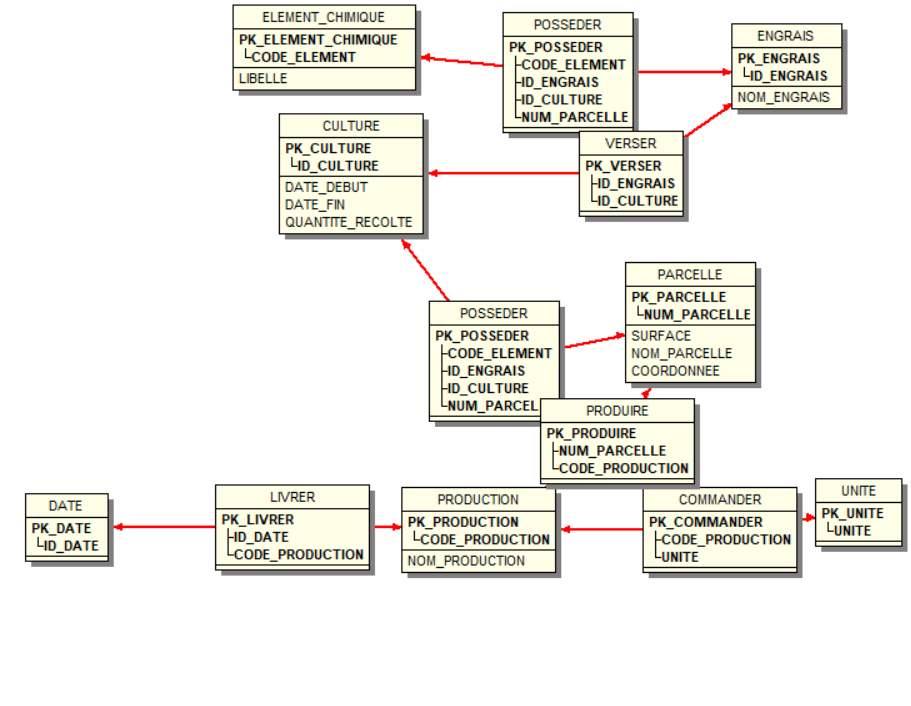 ELEMENT_CHIMIQUE
PK_ELEMENT_CHIMIQUE
CODE_ELEMENT
LIBELLE
POSSEDER
PK_POSSEDER
CODE_ELEMENT
ID_ENGRAIS
ID_CULTURE
NUM_PARCELLE
ENGRAIS
PK_ENGRAIS
ID_ENGRAIS
NOM_ENGRAIS
CULTURE
PK_CULTURE
ID_CULTURE
DATE_DEBUT
DATE_FIN
QUANTITE_RECOLTE
VERSER
PK_VERSER
ID_ENGRAIS
ID_CULTURE
POSSEDER
PK_POSSEDER
CODE_ELEMENT
ID_ENGRAIS
ID_CULTURE
NUM_PARCEL
PARCELLE
PK_PARCELLE
NUM_PARCELLE
SURFACE
NOM_PARCELLE
COORDONNEE
PRODUIRE
PK_PRODUIRE
NUM_PARCELLE
CODE_PRODUCTION
DATE
PK_DATE
ID_DATE
LIVRER
PK_LIVRER
ID_DATE
CODE_PRODUCTION
PRODUCTION
PK_PRODUCTION
CODE_PRODUCTION
NOM_PRODUCTION
COMMANDER
PK_COMMANDER
CODE_PRODUCTION
UNITE
UNITE
PK_UNITE
UNITE